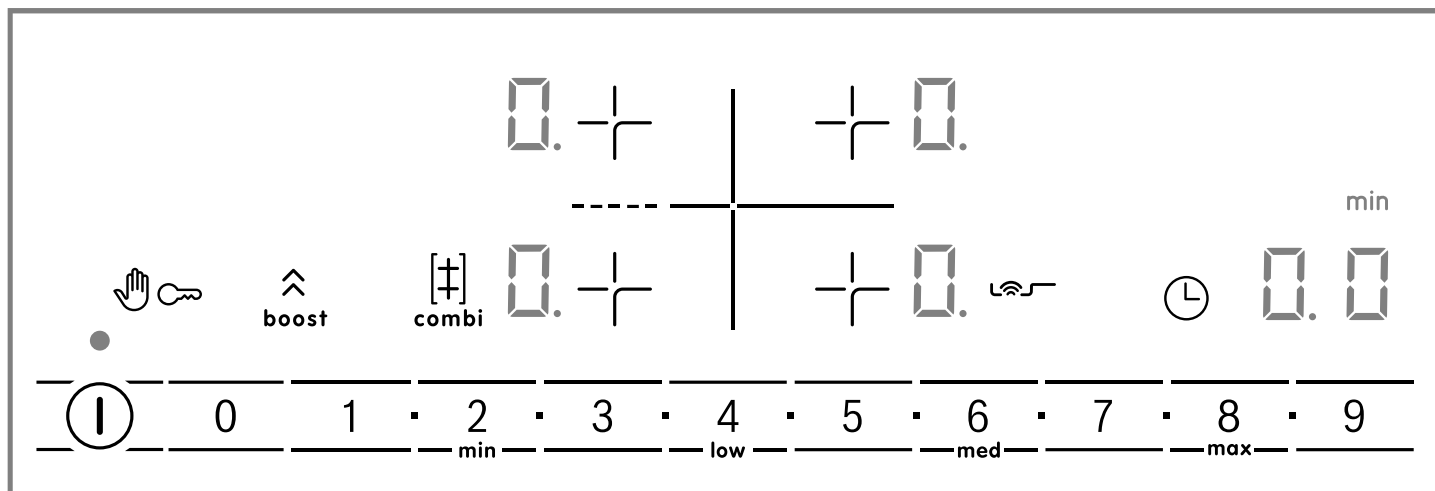 0. 0.
min
0. 0. 0. 0
boost combi
0 1 · 2 · 3 · 4 · 5 · 6 · 7 · 8 · 9
min low med max